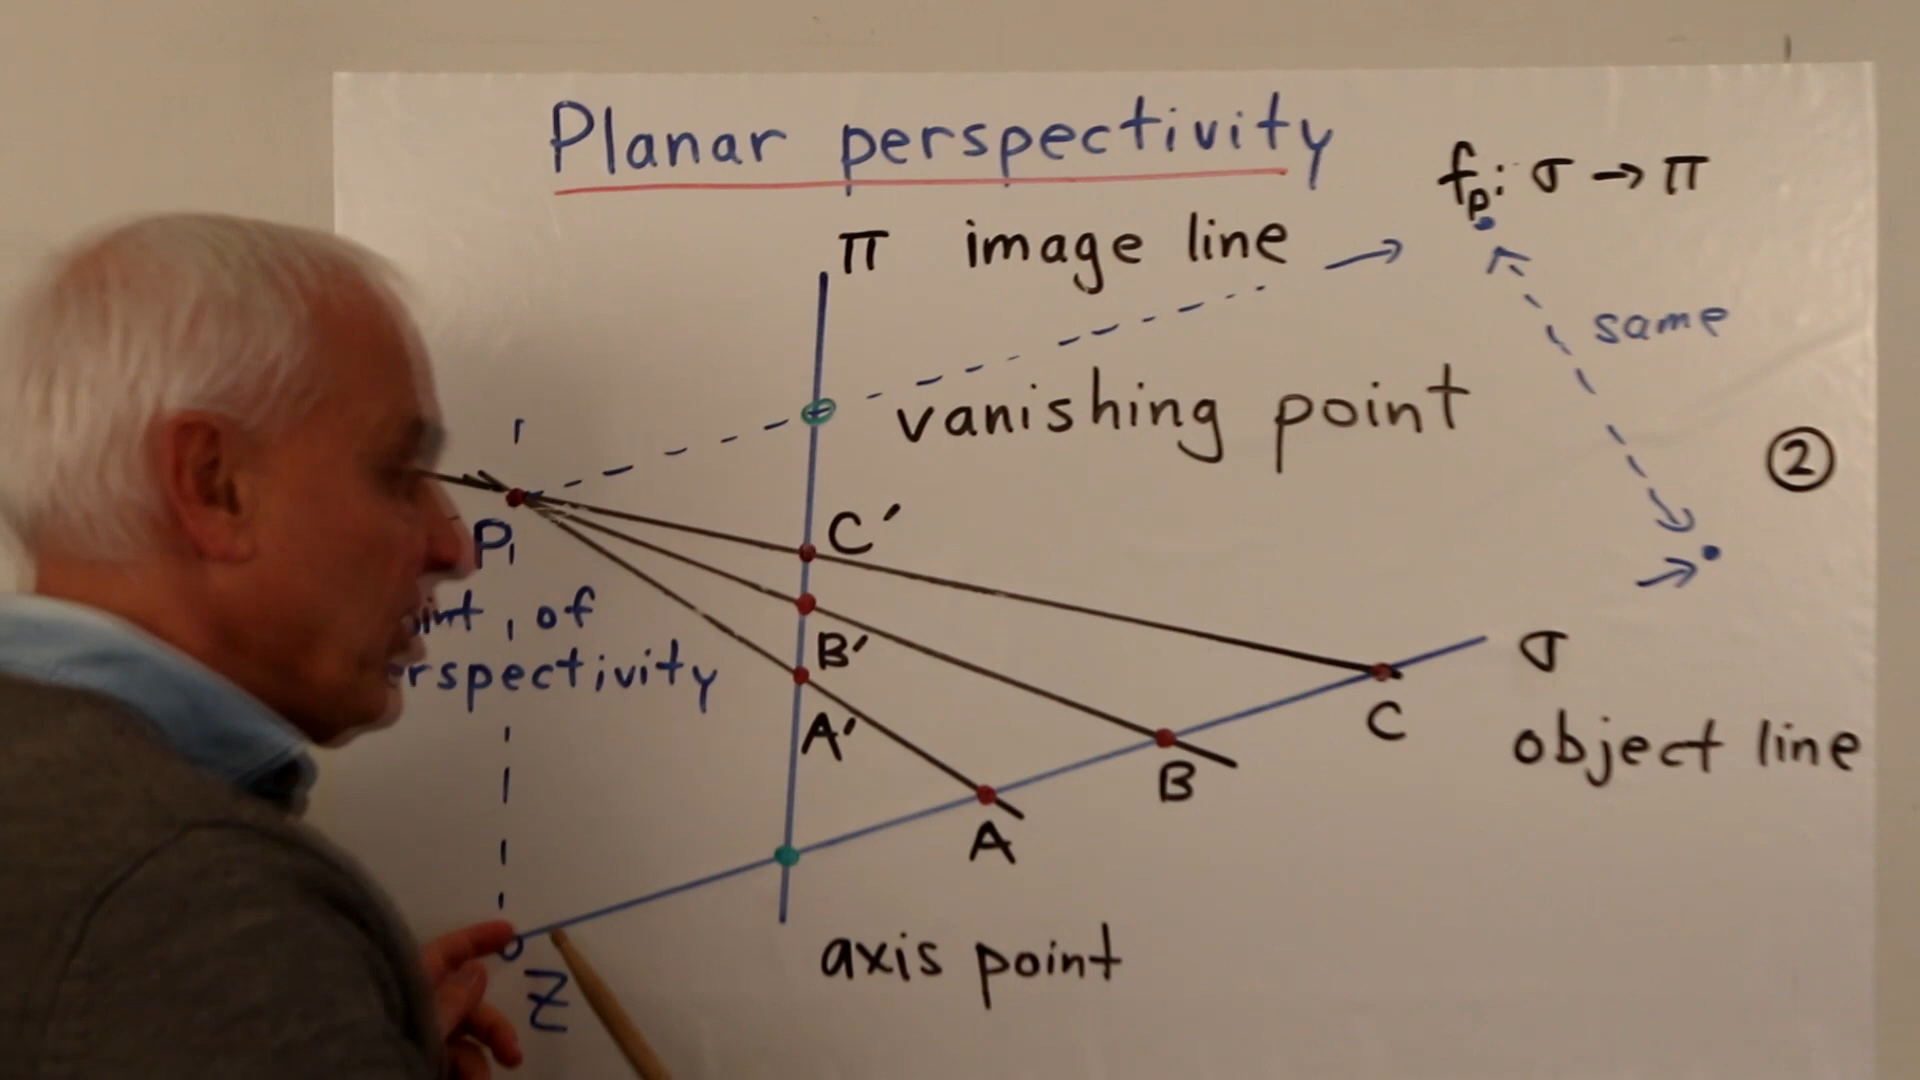 Planar perspectivity
fₚ: σ → π
π image line
same
vanishing point
②
C′
P
of
B′
σ
A′
C
object line
B
A
axis point
Z